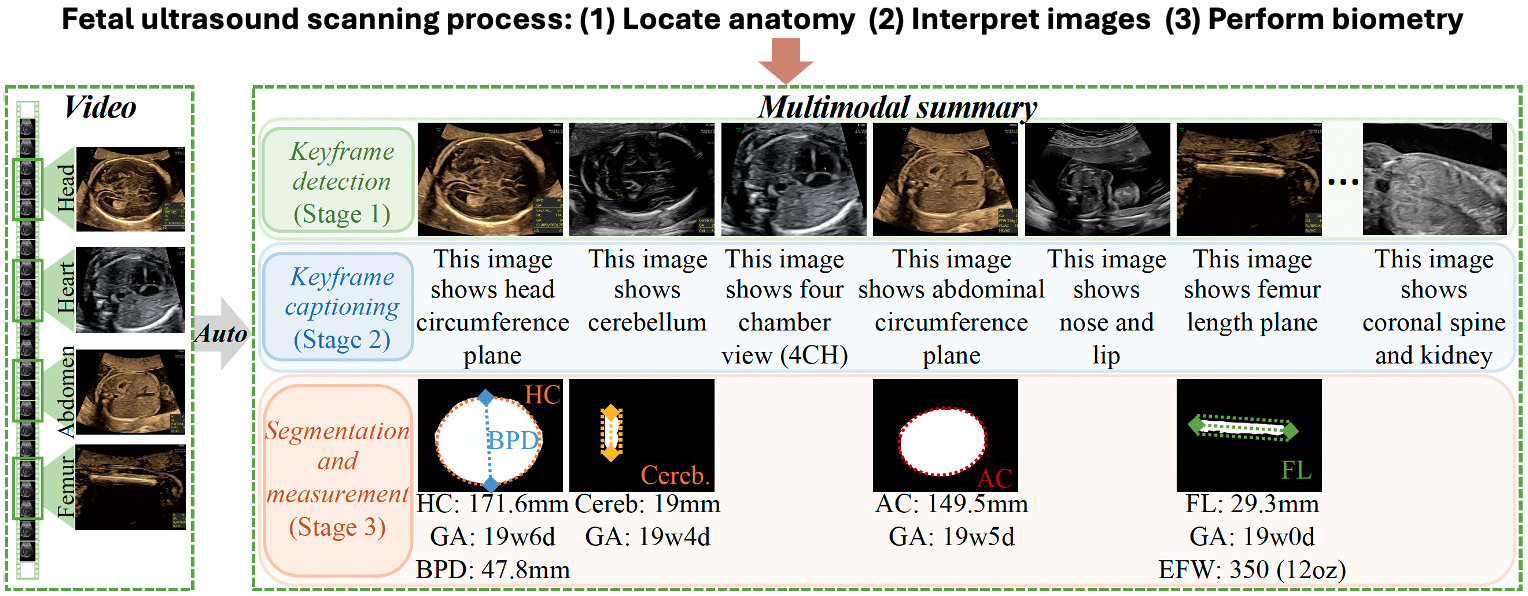 Fetal ultrasound scanning process: (1) Locate anatomy (2) Interpret images (3) Perform biometry
Video
Head
Heart
Abdomen
Femur
Auto
Multimodal summary
Keyframe
detection
(Stage 1)
Keyframe
captioning
(Stage 2)
This image
shows head
circumference
plane
This image
shows
cerebellum
This image
shows four
chamber
view (4CH)
This image
shows abdominal
circumference
plane
This image
shows
nose and
lip
This image
shows femur
length plane
...
This image
shows
coronal spine
and kidney
Segmentation
and
measurement
(Stage 3)
HC
BPD
HC: 171.6mm
GA: 19w6d
BPD: 47.8mm
Cereb.
Cereb: 19mm
GA: 19w4d
AC
AC: 149.5mm
GA: 19w5d
FL
FL: 29.3mm
GA: 19w0d
EFW: 350 (12oz)